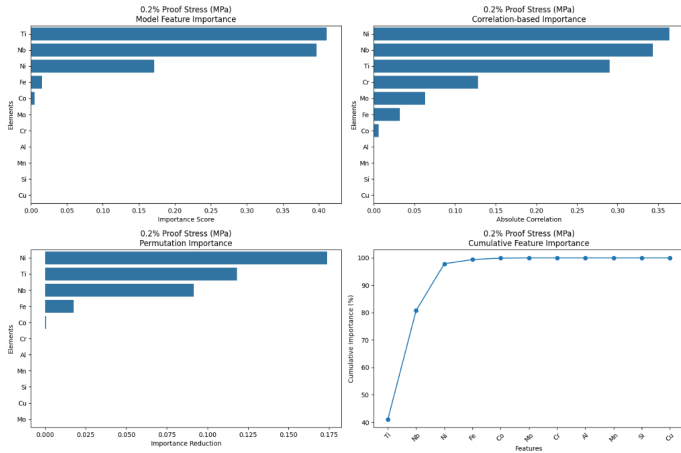 0.2% Proof Stress (MPa)
Model Feature Importance
Elements
Ti
Nb
Ni
Fe
Co
Mo
Cr
Al
Mn
Si
Cu
0.00 0.05 0.10 0.15 0.20 0.25 0.30 0.35 0.40
Importance Score
0.2% Proof Stress (MPa)
Correlation-based Importance
Elements
Ni
Nb
Ti
Cr
Mo
Fe
Co
Al
Mn
Si
Cu
0.00 0.05 0.10 0.15 0.20 0.25 0.30 0.35
Absolute Correlation
0.2% Proof Stress (MPa)
Permutation Importance
Elements
Ni
Ti
Nb
Fe
Co
Cr
Al
Mn
Si
Cu
Mo
0.000 0.025 0.050 0.075 0.100 0.125 0.150 0.175
Importance Reduction
0.2% Proof Stress (MPa)
Cumulative Feature Importance
Cumulative Importance (%)
100
90
80
70
60
50
40
Ti Nb Ni Fe Co Mo Cr Al Mn Si Cu
Features